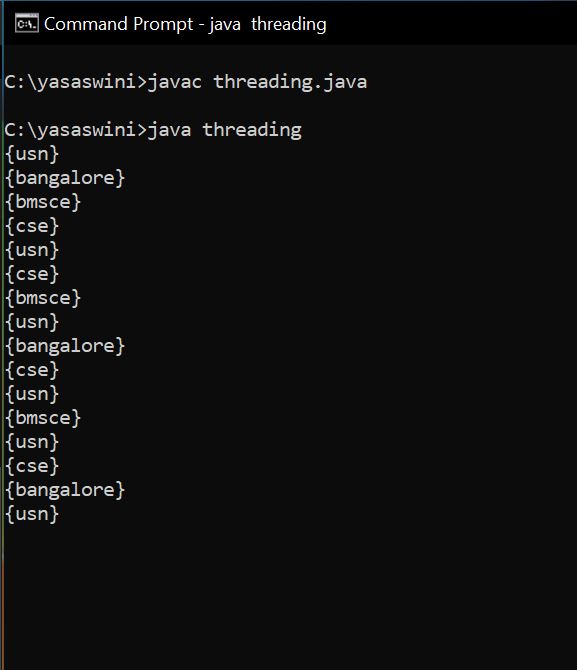 Command Prompt - java  threading
C:\yasaswini>javac threading.java
C:\yasaswini>java threading
{usn}
{bangalore}
{bmsce}
{cse}
{usn}
{cse}
{bmsce}
{usn}
{bangalore}
{cse}
{usn}
{bmsce}
{usn}
{cse}
{bangalore}
{usn}